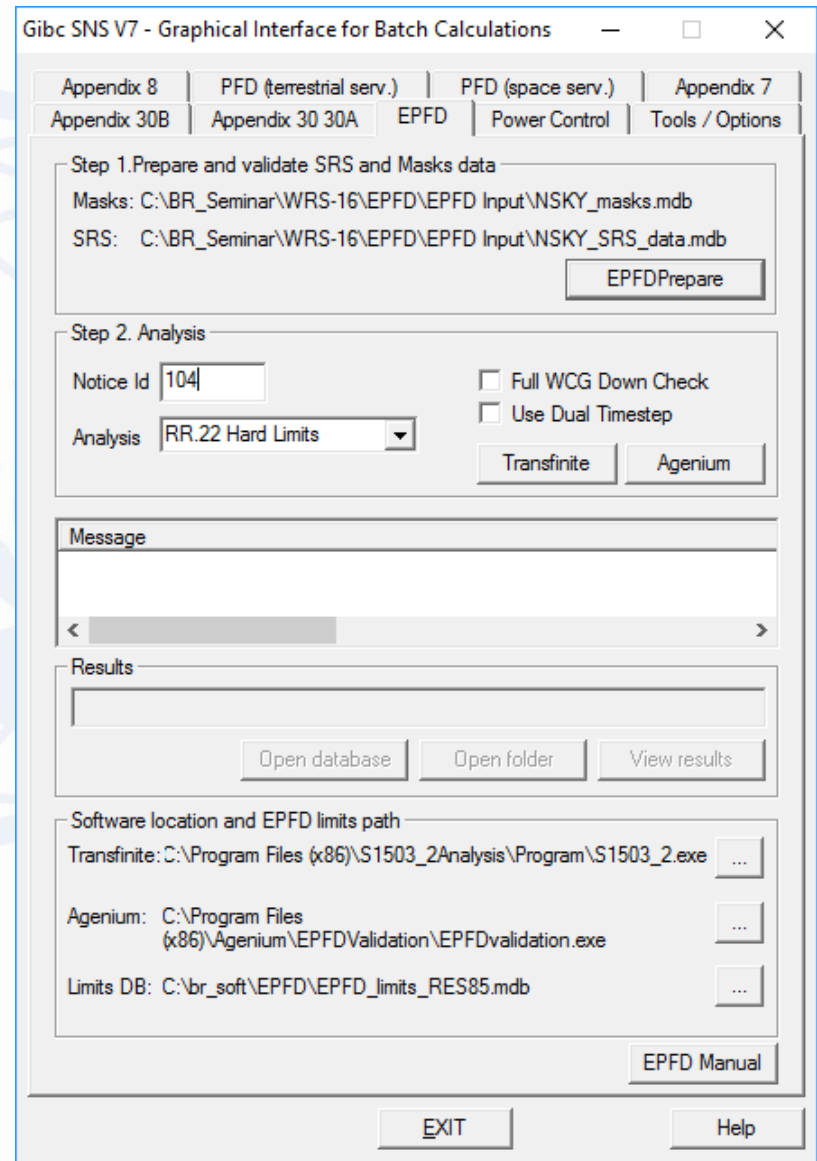 Gibc SNS V7 - Graphical Interface for Batch Calculations
Appendix 8 PFD (terrestrial serv.) PFD (space serv.) Appendix 7
Appendix 30B Appendix 30 30A EPFD Power Control Tools / Options
Step 1.Prepare and validate SRS and Masks data
Masks: C:\BR_Seminar\WRS-16\EPFD\EPFD Input\NSKY_masks.mdb
SRS: C:\BR_Seminar\WRS-16\EPFD\EPFD Input\NSKY_SRS_data.mdb
EPFDPrepare
Step 2. Analysis
Notice Id 104 Full WCG Down Check
Use Dual Timestep
Analysis RR.22 Hard Limits
Transfinite Agenium
Message
Results
Open database Open folder View results
Software location and EPFD limits path
Transfinite: C:\Program Files (x86)\S1503_2Analysis\Program\S1503_2.exe ...
Agenium: C:\Program Files
(x86)\Agenium\EPFDValidation\EPFDvalidation.exe ...
Limits DB: C:\br_soft\EPFD\EPFD_limits_RES85.mdb ...
EPFD Manual
EXIT Help